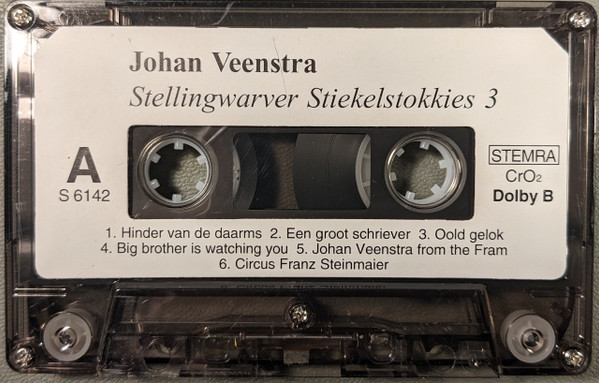 Johan Veenstra
Stellingwarver Stiekelstokkies 3
A
S 6142
STEMRA
CrO₂
Dolby B
1. Hinder van de daarms 2. Een groot schriever 3. Oold gelok
4. Big brother is watching you 5. Johan Veenstra from the Fram
6. Circus Franz Steinmaier